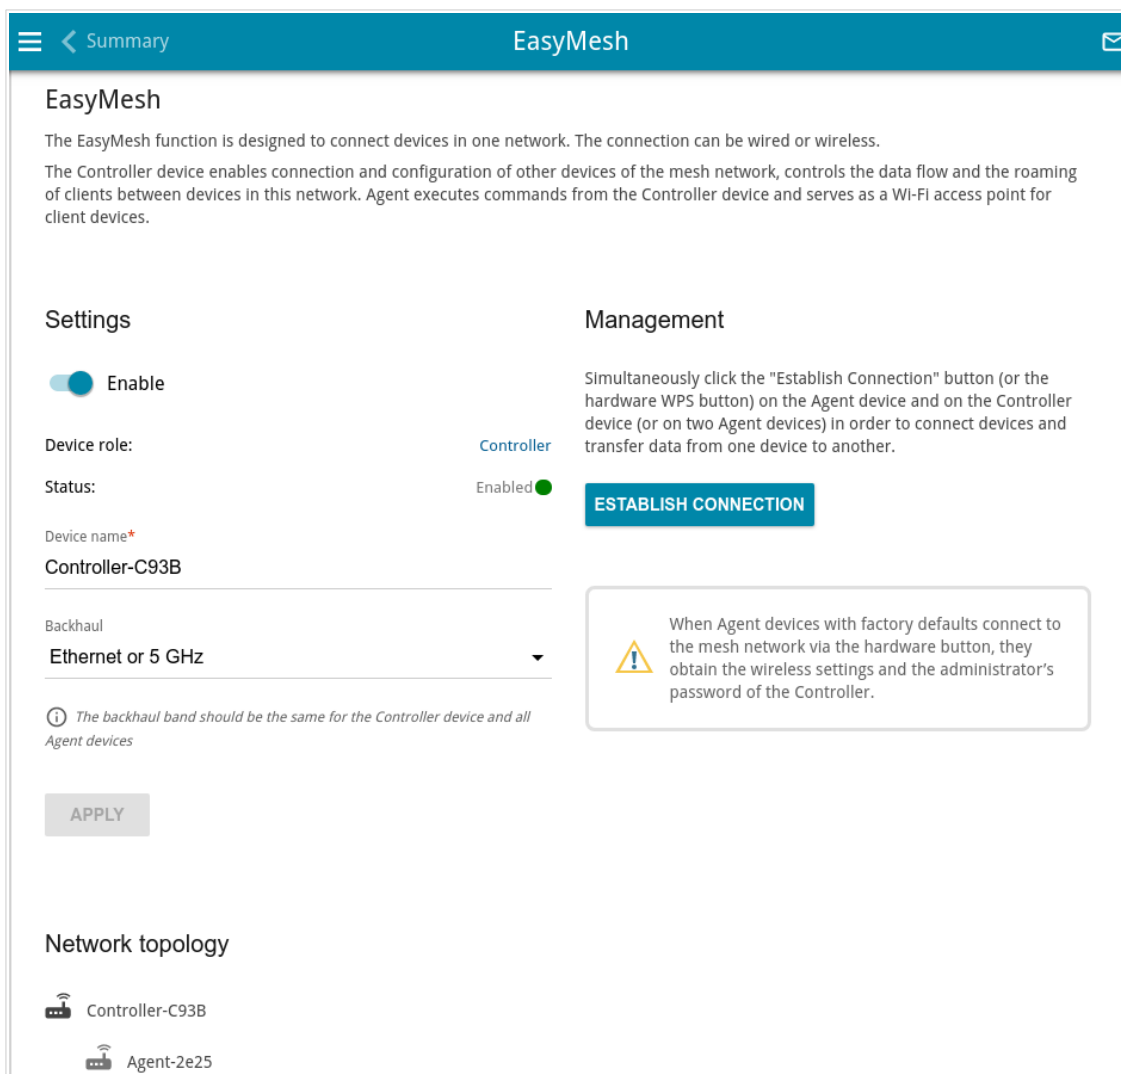 Summary
EasyMesh
EasyMesh
The EasyMesh function is designed to connect devices in one network. The connection can be wired or wireless.
The Controller device enables connection and configuration of other devices of the mesh network, controls the data flow and the roaming
of clients between devices in this network. Agent executes commands from the Controller device and serves as a Wi-Fi access point for
client devices.
Settings
Enable
Device role:
Controller
Status:
Enabled
Device name*
Controller-C93B
Backhaul
Ethernet or 5 GHz
The backhaul band should be the same for the Controller device and all
Agent devices
APPLY
Management
Simultaneously click the "Establish Connection" button (or the
hardware WPS button) on the Agent device and on the Controller
device (or on two Agent devices) in order to connect devices and
transfer data from one device to another.
ESTABLISH CONNECTION
When Agent devices with factory defaults connect to
the mesh network via the hardware button, they
obtain the wireless settings and the administrator's
password of the Controller.
Network topology
Controller-C93B
Agent-2e25